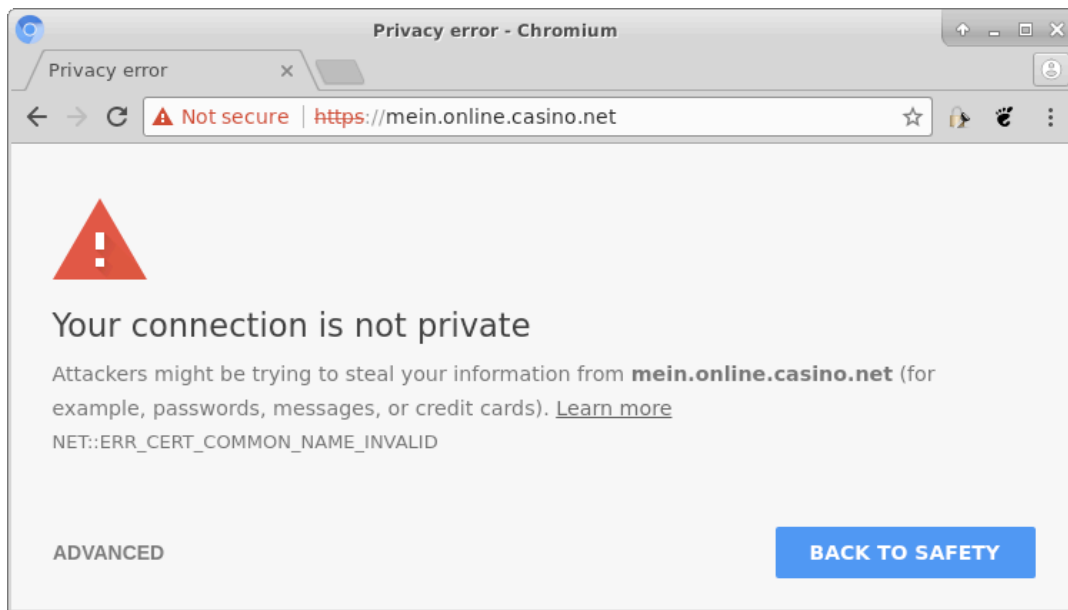 Privacy error - Chromium
Privacy error
Not secure https://mein.online.casino.net
Your connection is not private
Attackers might be trying to steal your information from mein.online.casino.net (for
example, passwords, messages, or credit cards). Learn more
NET::ERR_CERT_COMMON_NAME_INVALID
ADVANCED
BACK TO SAFETY